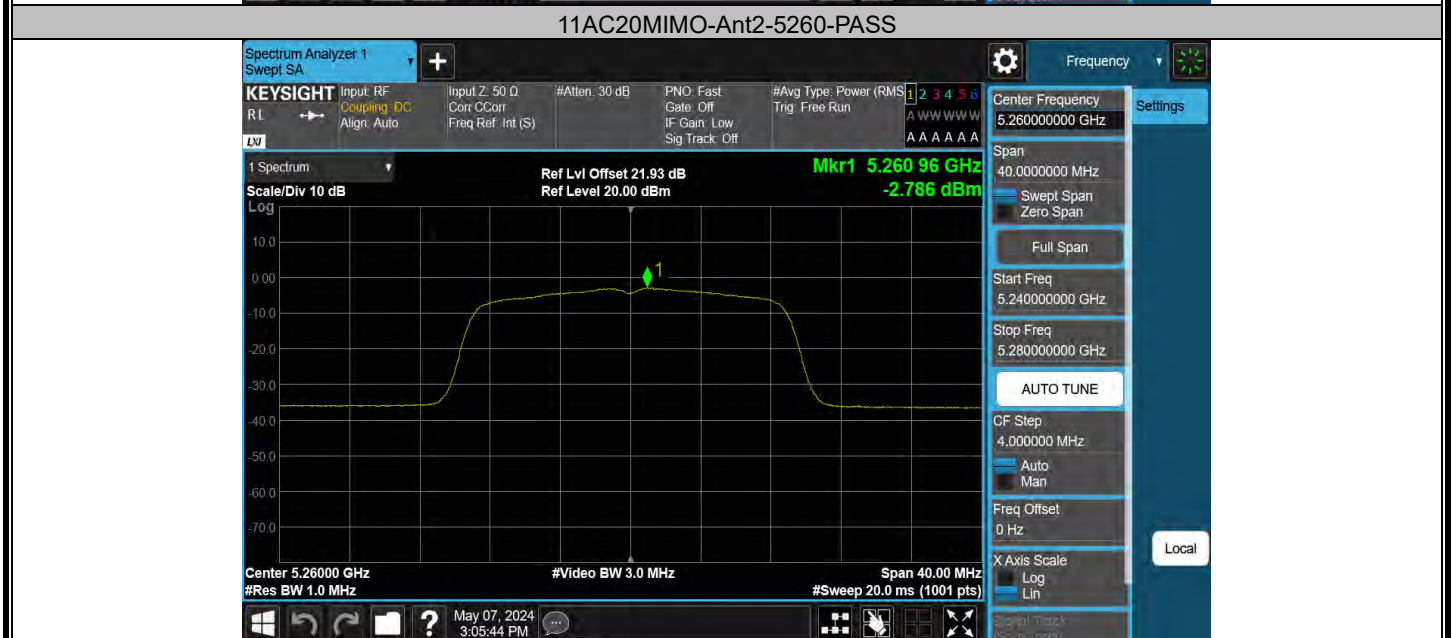 11AC20MIMO-Ant2-5260-PASS
Spectrum Analyzer 1
Swept SA
Frequency
KEYSIGHT
RL
LXI
Input: RF
Coupling: DC
Align: Auto
Input Z: 50 Ω
Corr CCorr
Freq Ref: Int (S)
#Atten: 30 dB
PNO: Fast
Gate: Off
IF Gain: Low
Sig Track: Off
#Avg Type: Power (RMS
Trig: Free Run
1 2 3 4 5 6
A W W W W W
A A A A A A
Center Frequency
5.260000000 GHz
Settings
1 Spectrum
Scale/Div 10 dB
Log
Ref Lvl Offset 21.93 dB
Ref Level 20.00 dBm
Mkr1 5.260 96 GHz
-2.786 dBm
Span
40.0000000 MHz
Swept Span
Zero Span
Full Span
10.0
0.00
-10.0
-20.0
-30.0
-40.0
-50.0
-60.0
-70.0
1
Start Freq
5.240000000 GHz
Stop Freq
5.280000000 GHz
AUTO TUNE
CF Step
4.000000 MHz
Auto
Man
Freq Offset
0 Hz
X Axis Scale
Log
Lin
Local
Center 5.26000 GHz
#Res BW 1.0 MHz
#Video BW 3.0 MHz
Span 40.00 MHz
#Sweep 20.0 ms (1001 pts)
?
May 07, 2024
3:05:44 PM
Signal Track